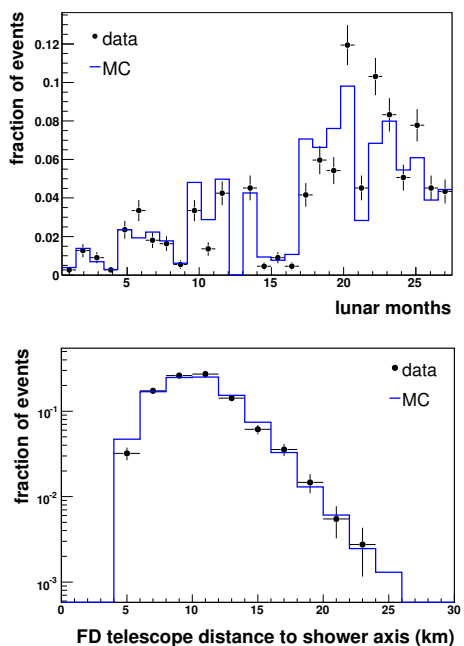 fraction of events
0.12
0.1
0.08
0.06
0.04
0.02
0
data
MC
0 5 10 15 20 25
lunar months
fraction of events
10-1
10-2
10-3
data
MC
0 5 10 15 20 25 30
FD telescope distance to shower axis (km)